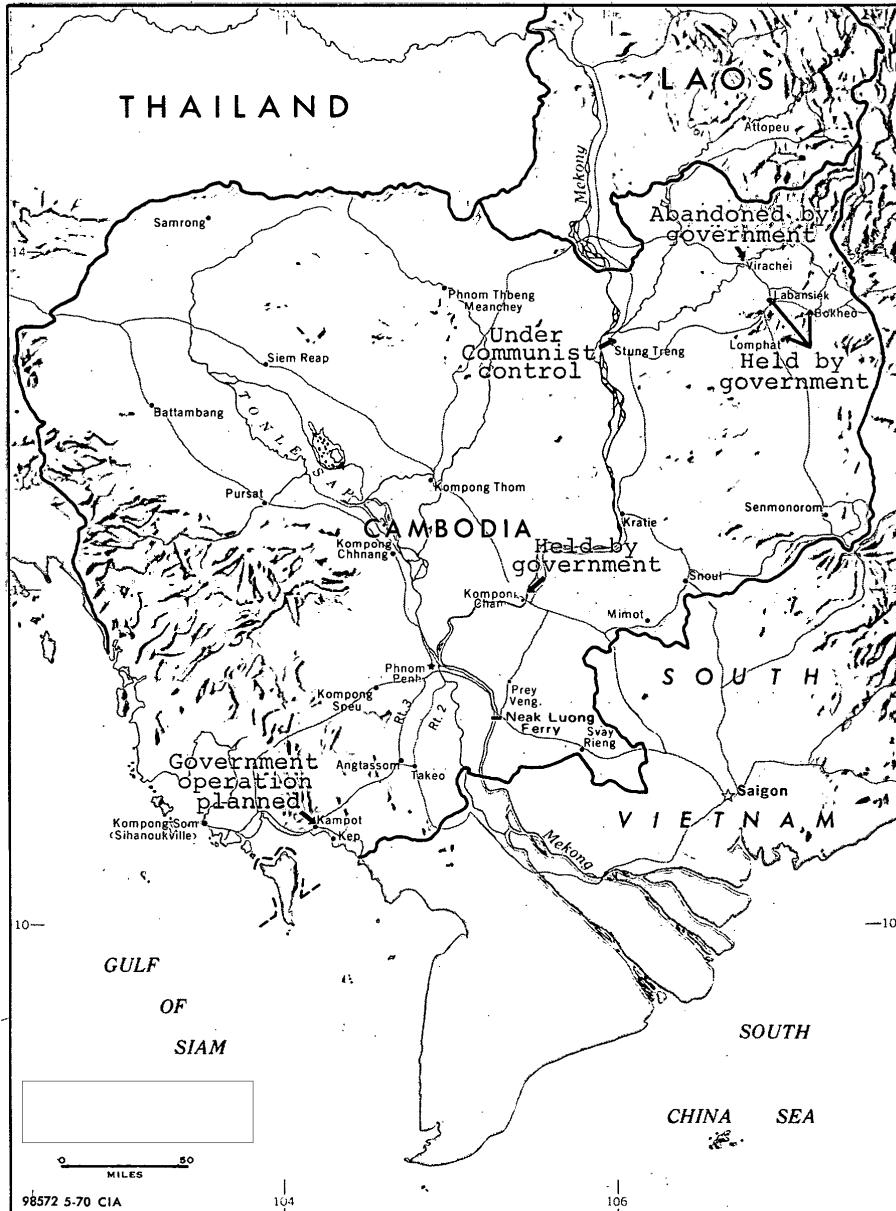 104
106
THAILAND
LAOS
Attopeu
Mekong
Abandoned by
government
Samrong
14
Virachei
Labansiek
Bokheo
Phnom Thbeng
Meanchey
Under
Communist
control
Stung Treng
Lomphat
Held by
government
Siem Reap
Battambang
TONLE SAP
Pursat
Kompong Thom
Kratie
Senmonorom
CAMBODIA
Kompong
Chhnang
Held by
government
Snoul
Kompong
Cham
Mimot
SOUTH
Phnom
Penh
Kompong
Speu
Prey
Veng.
Rt.3
Rt.2
Neak Luong
Ferry
Svay
Rieng
Government
operation
planned
Angtassom
Takeo
Saigon
Kompong Som
(Sihanoukville)
Kampot
Kep
VIETNAM
Mekong
10
10
GULF
OF
SIAM
SOUTH
CHINA SEA
0 50
MILES
104
106
98572 5-70 CIA